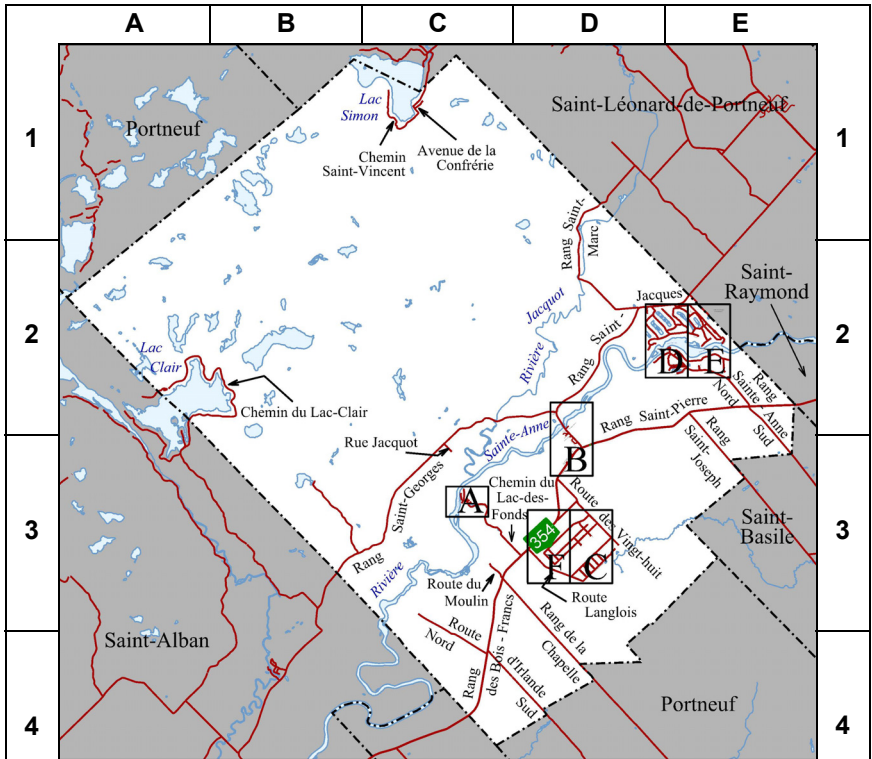 A B C D E
1 1
Portneuf
Lac
Simon
Saint-Léonard-de-Portneuf
Chemin
Saint-Vincent
Avenue de la
Confrérie
Rang Saint-
Marc
2 2
Saint-
Raymond
Jacques
Rang Saint-
Rivière Jacquot
Lac
Clair
D E
Chemin du Lac-Clair
Rang
Sainte-Anne
Nord
Sud
Rang Saint-Pierre
Rue Jacquot
Sainte-Anne
B
Rang
Saint-
Joseph
3 3
Rang Saint-Georges
A
Chemin du
Lac-des-
Fonds
Route des Vingt-huit
354
F C
Saint-
Basile
Rivière
Route du
Moulin
Route
Langlois
Rang de la
Chapelle
Saint-Alban
Route
Nord
d'Irlande
Sud
Rang
des Bois-Francs
Portneuf
4 4